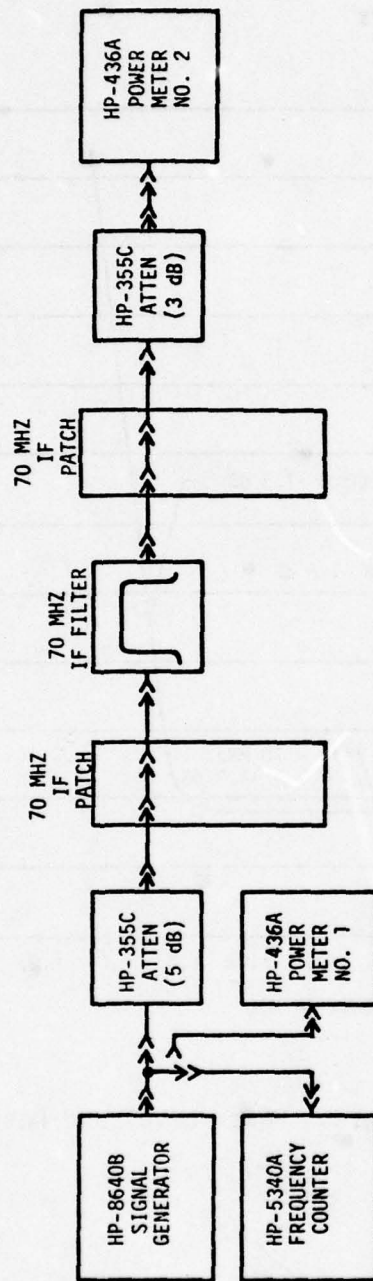 HP-8640B
SIGNAL
GENERATOR
HP-5340A
FREQUENCY
COUNTER
HP-355C
ATTEN
(5 dB)
HP-436A
POWER
METER
NO. 1
70 MHZ
IF
PATCH
70 MHZ
IF FILTER
70 MHZ
IF
PATCH
HP-355C
ATTEN
(3 dB)
HP-436A
POWER
METER
NO. 2